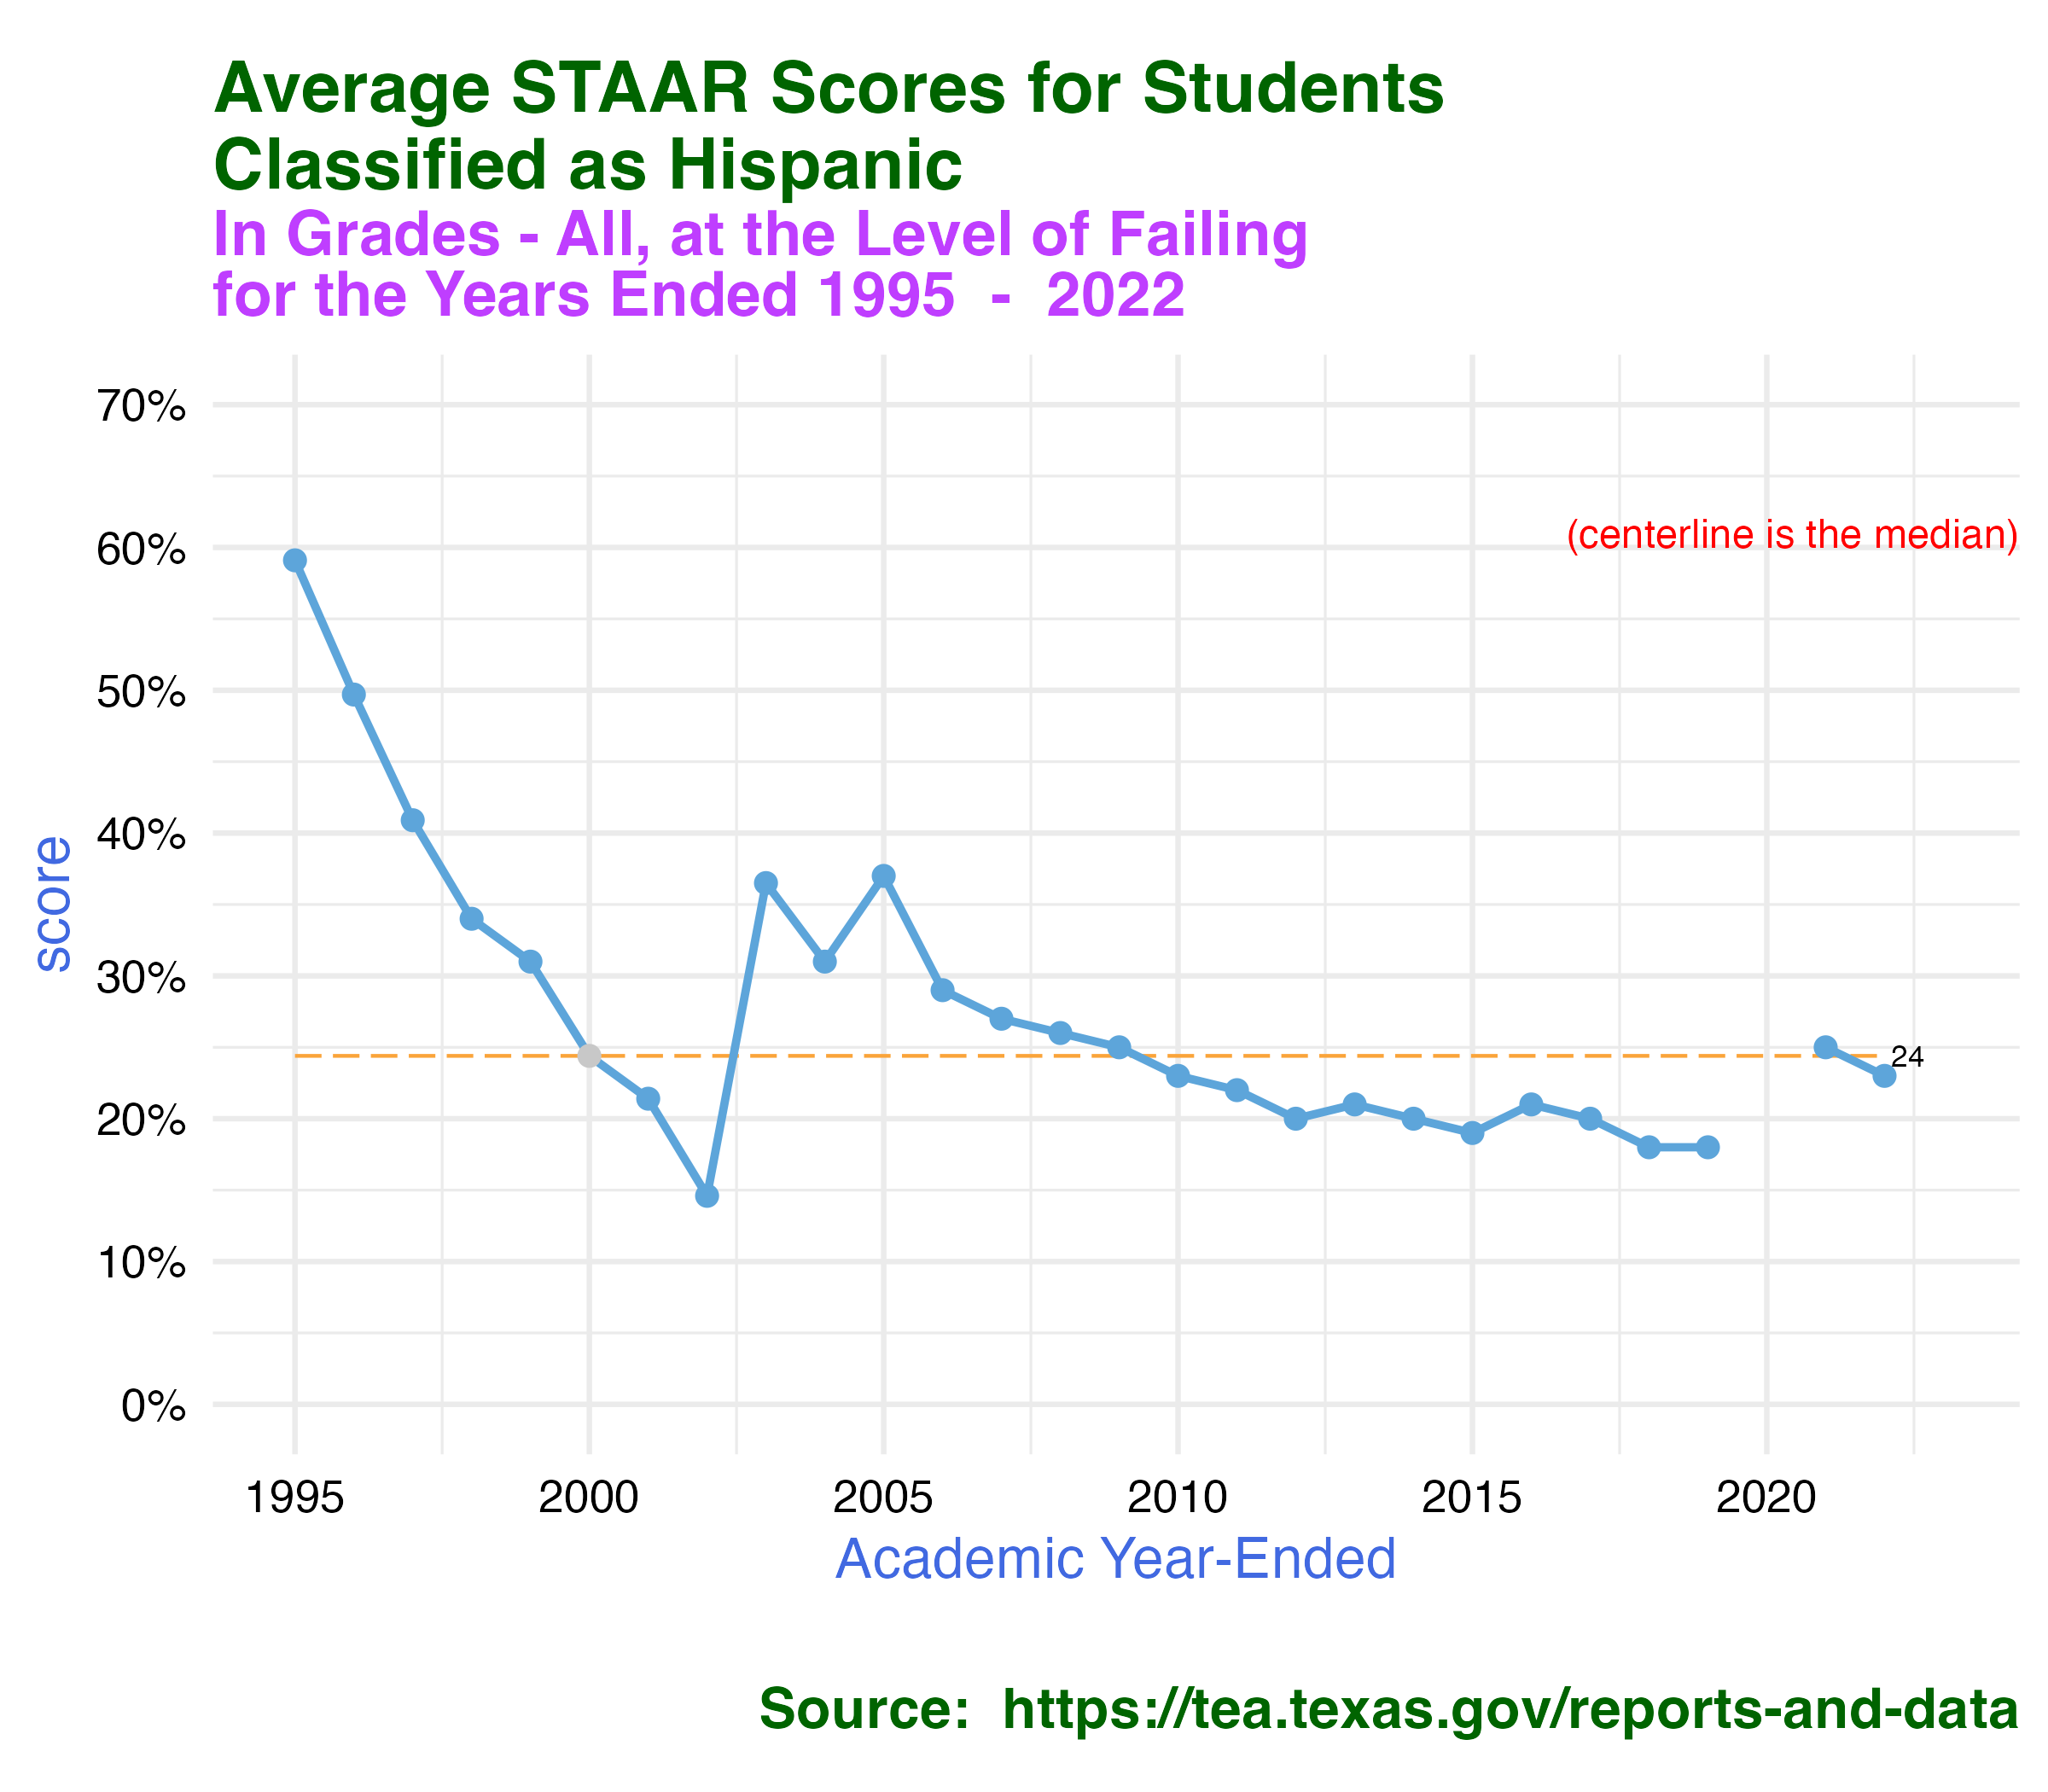 Average STAAR Scores for Students
Classified as Hispanic
In Grades - All, at the Level of Failing
for the Years Ended 1995  -  2022
70%
(centerline is the median)
60%
50%
40%
score
30%
24
20%
10%
0%
1995 2000 2005 2010 2015 2020
Academic Year-Ended
Source:  https://tea.texas.gov/reports-and-data